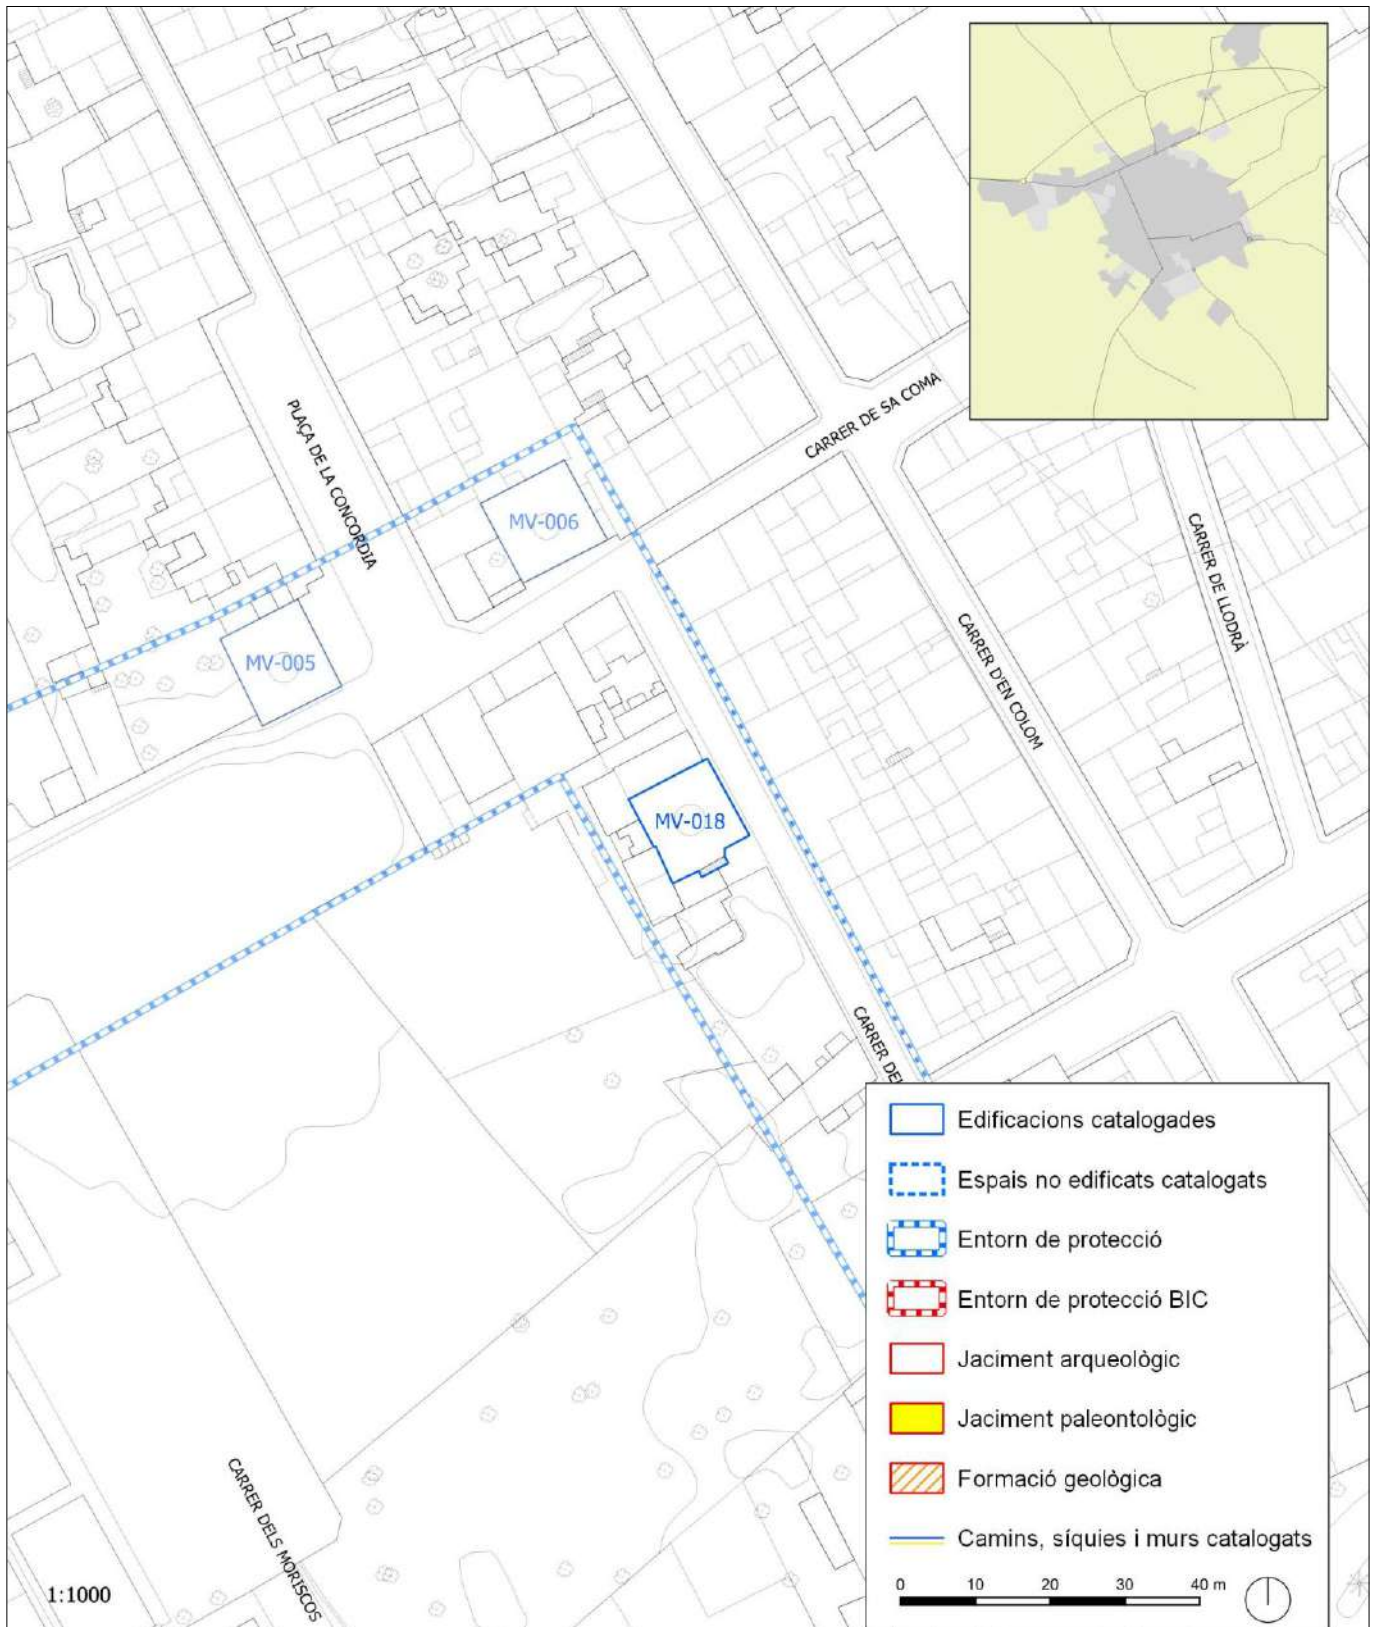 PLAÇA DE LA CONCORDIA
CARRER DE SA COMA
MV-006
CARRER DE LLODRÀ
MV-005
CARRER D'EN COLOM
MV-018
CARRER
Edificacions catalogades
Espais no edificats catalogats
Entorn de protecció
Entorn de protecció BIC
Jaciment arqueològic
Jaciment paleontològic
Formació geològica
Camins, síquies i murs catalogats
CARRER DELS MORISCOS
1:1000
0 10 20 30 40 m